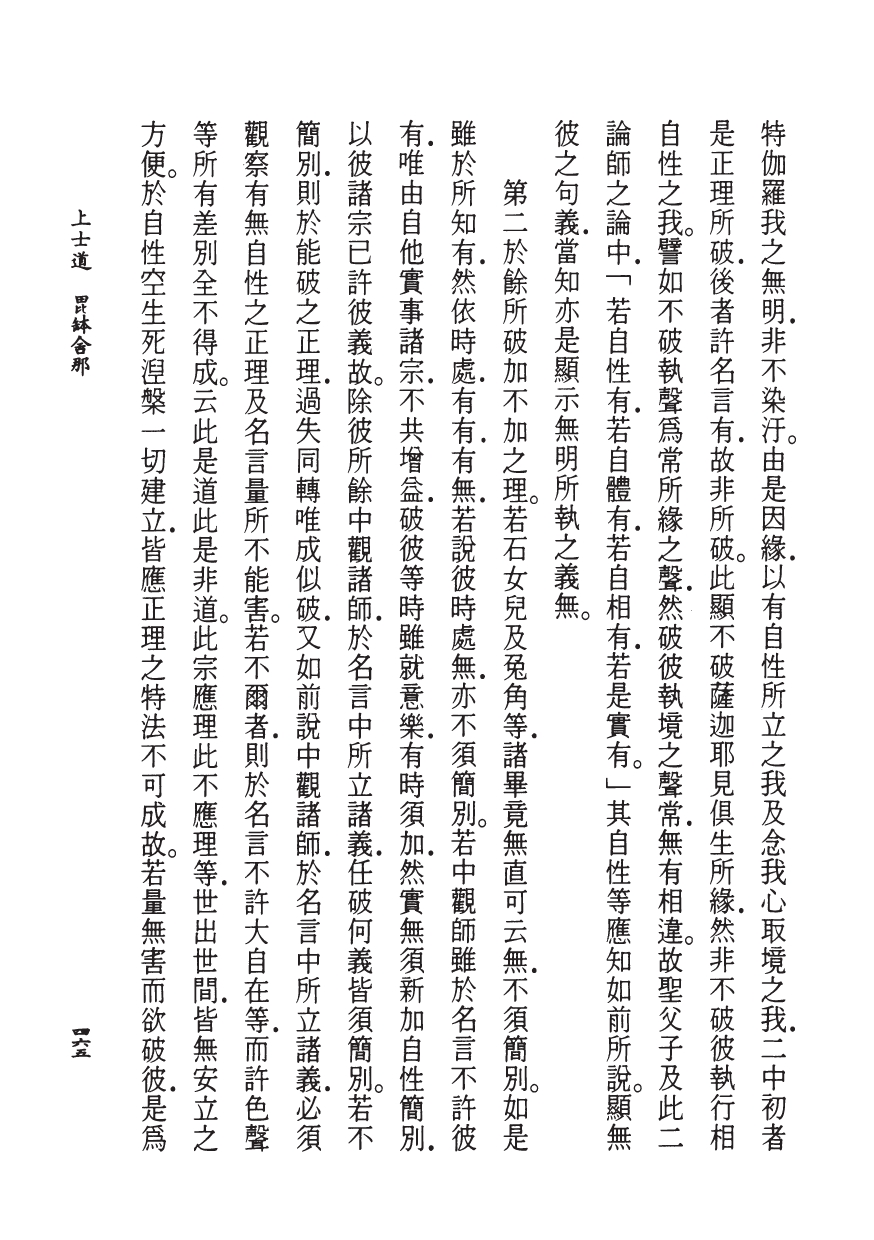 特伽羅我之無明．非不染汙。由是因緣．以有自性所立之我及念我心取境之我．二中初者
是正理所破．後者許名言有．故非所破。此顯不破薩迦耶見俱生所緣．然非不破彼執行相
自性之我。譬如不破執聲爲常所緣之聲．然破彼執境之聲常．無有相違。故聖父子及此二
論師之論中．「若自性有．若自體有．若自相有．若是實有。」其自性等應知如前所說。顯無
彼之句義．當知亦是顯示無明所執之義無。
第二於餘所破加不加之理。若石女兒及兔角等．諸畢竟無直可云無．不須簡別。如是
雖於所知有．然依時處．有有．有無．若說彼時處無．亦不須簡別。若中觀師雖於名言不許彼
有．唯由自他實事諸宗．不共增益．破彼等時雖就意樂．有時須加．然實無須新加自性簡別．
以彼諸宗已許彼義故。除彼所餘中觀諸師．於名言中所立諸義．任破何義皆須簡別。若不
簡別．則於能破之正理．過失同轉唯成似破．又如前說中觀諸師．於名言中所立諸義．必須
觀察有無自性之正理及名言量所不能害。若不爾者．則於名言不許大自在等．而許色聲
等所有差別全不得成。云此是道此是非道。此宗應理此不應理等．世出世間．皆無安立之
方便。於自性空生死涅槃一切建立．皆應正理之特法不可成故。若量無害而欲破彼．是爲
上士道　毘鉢舍那
四六五